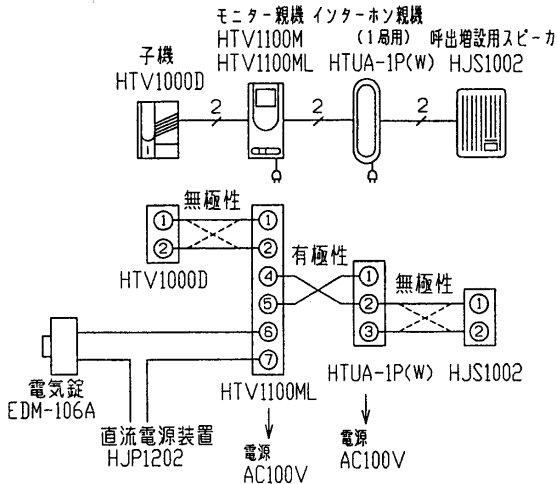 モニター親機 インターホン親機
子機 HTV1100M (1局用) 呼出増設用スピーカ
HTV1000D HTV1100ML HTUA-1P(W) HJS1002
2 2 2
無極性
① ①
② ②
HTV1000D
有極性
④ ① 無極性
⑤ ② ①
⑥ ③ ②
⑦
HTUA-1P(W) HJS1002
電気錠 HTV1100ML
EDM-106A
直流電源装置
HJP1202
電源
AC100V
電源
AC100V